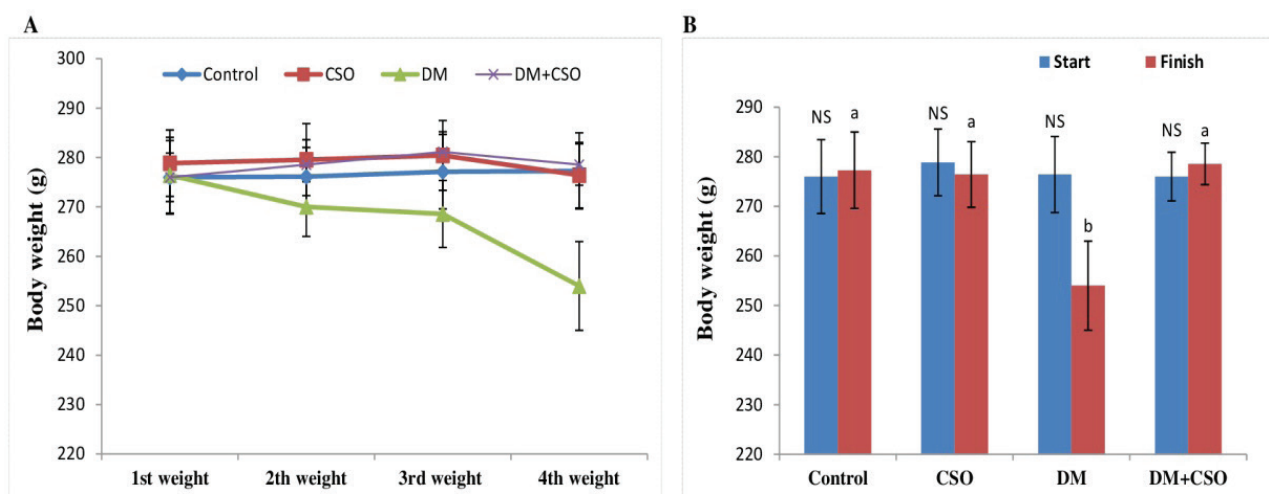 A
Body weight (g)
300
290
280
270
260
250
240
230
220
Control CSO DM DM+CSO
1st weight 2th weight 3rd weight 4th weight
B
Body weight (g)
Start Finish
290
280
270
260
250
240
230
220
NS a NS a NS b NS a
Control CSO DM DM+CSO